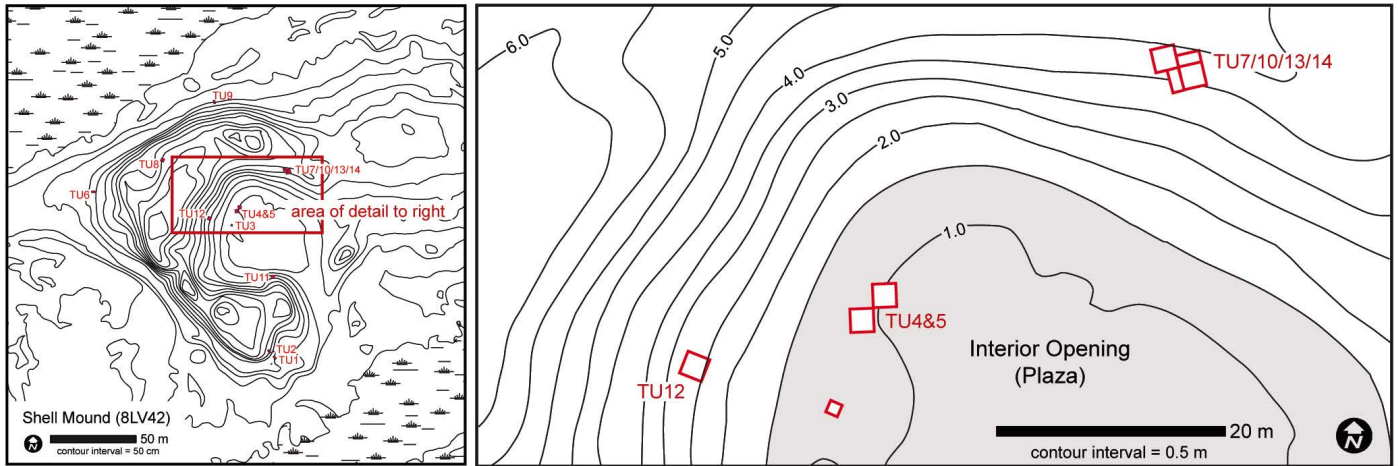 TU9
TU8
TU7/10/13/14
TU6
TU12
TU4&5
area of detail to right
TU3
TU11
TU2
TU1
Shell Mound (8LV42)
N
50 m
contour interval = 50 cm
6.0
5.0
4.0
3.0
2.0
1.0
TU7/10/13/14
TU4&5
TU12
Interior Opening
(Plaza)
20 m
contour interval = 0.5 m
N